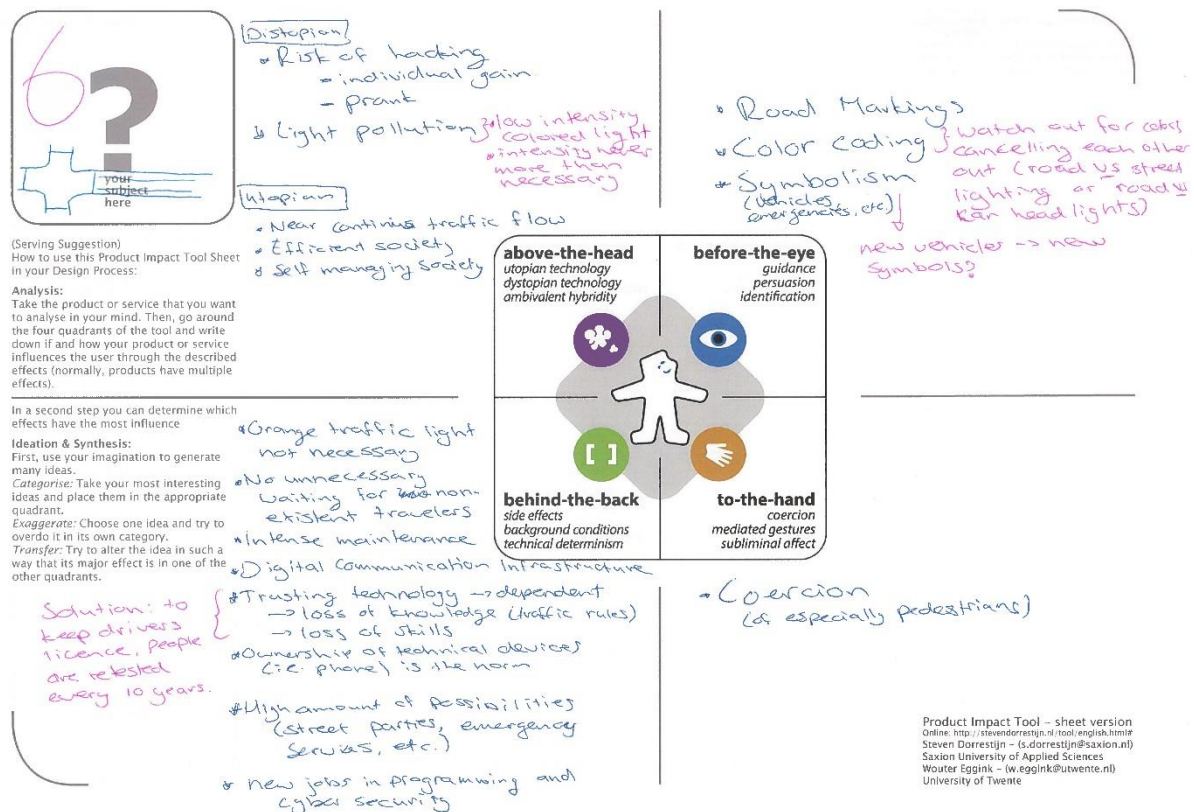 6
?
your
subject
here
(Serving Suggestion)
How to use this Product Impact Tool Sheet
in your Design Process:
Analysis:
Take the product or service that you want
to analyse in your mind. Then, go around
the four quadrants of the tool and write
down if and how your product or service
influences the user through the described
effects (normally, products have multiple
effects).
In a second step you can determine which
effects have the most influence
Ideation & Synthesis:
First, use your imagination to generate
many ideas.
Categorise: Take your most interesting
ideas and place them in the appropriate
quadrant.
Exaggerate: Choose one idea and try to
overdo it in its own category.
Transfer: Try to alter the idea in such a
way that its major effect is in one of the
other quadrants.
Distopian
* Risk of hacking
- individual gain
- prank
* Light pollution
* low intensity
colored light
* intensity never
more than
necessary
Utopian
* Near continius traffic flow
* Efficient society
* Self managing society
* Road Markings
* Color coding
Watch out for colors
cancelling each other
out (road vs street
lighting or road vs
head lights)
* Symbolism
(vehicles,
emergencies, etc.)
new vehicles → new
symbols?
above-the-head
utopian technology
dystopian technology
ambivalent hybridity
before-the-eye
guidance
persuasion
identification
behind-the-back
side effects
background conditions
technical determinism
to-the-hand
coercion
mediated gestures
subliminal affect
* Orange traffic light
not necessary
* No unnecessary
waiting for non-
existent travelers
* Intense maintenance
* Digital Communication Infrastructure
* Trusting technology → dependent
→ loss of knowledge (traffic rules)
→ loss of skills
Solution: to
keep drivers
licence, people
are retested
every 10 years.
* Ownership of technical devices
(i.e. phone) is the norm
* High amount of possibilities
(street parties, emergency
services, etc.)
* new jobs in programming and
cyber security
* Coercion
(of especially pedestrians)
Product Impact Tool – sheet version
Online: http://stevendorrestijn.nl/tool/english.html#
Steven Dorrestijn – (s.dorrestijn@saxion.nl)
Saxion University of Applied Sciences
Wouter Eggink – (w.eggink@utwente.nl)
University of Twente